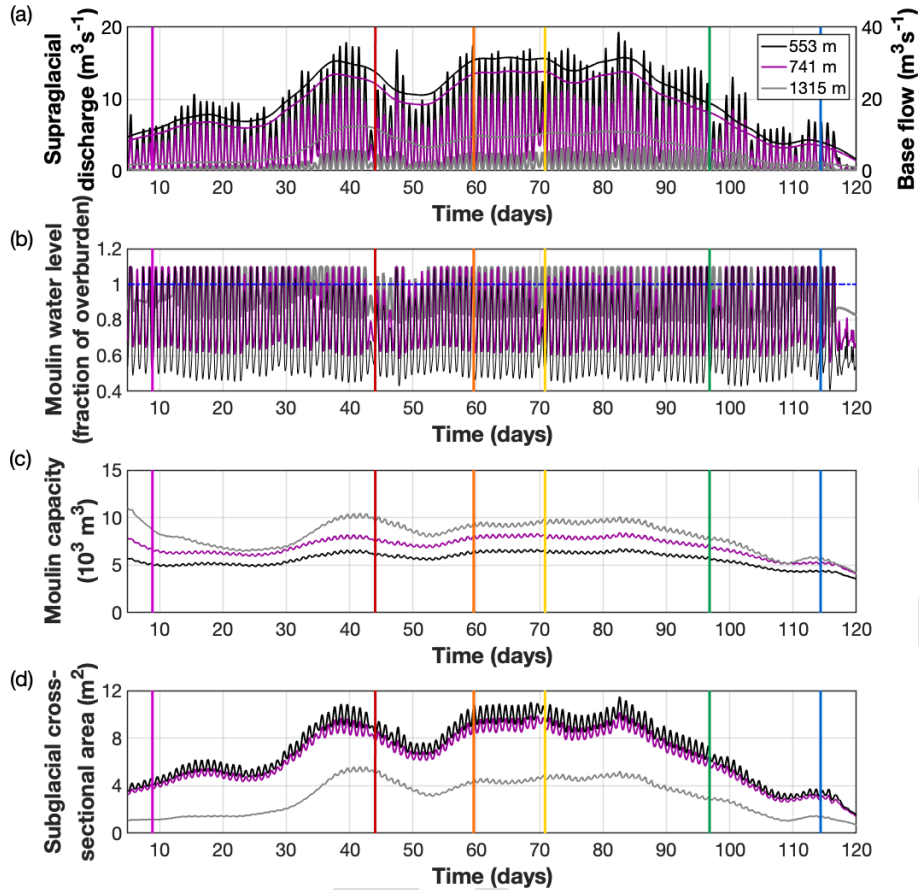 (a)
20
10
0
Supraglacial
discharge (m³s⁻¹)
40
20
0
Base flow (m³s⁻¹)
553 m
741 m
1315 m
10 20 30 40 50 60 70 80 90 100 110 120
Time (days)
(b)
1.2
1
0.8
0.6
0.4
Moulin water level
(fraction of overburden)
10 20 30 40 50 60 70 80 90 100 110 120
Time (days)
(c)
15
10
5
0
Moulin capacity
(10³ m³)
10 20 30 40 50 60 70 80 90 100 110 120
Time (days)
(d)
12
8
4
0
Subglacial cross-
sectional area (m²)
10 20 30 40 50 60 70 80 90 100 110 120
Time (days)